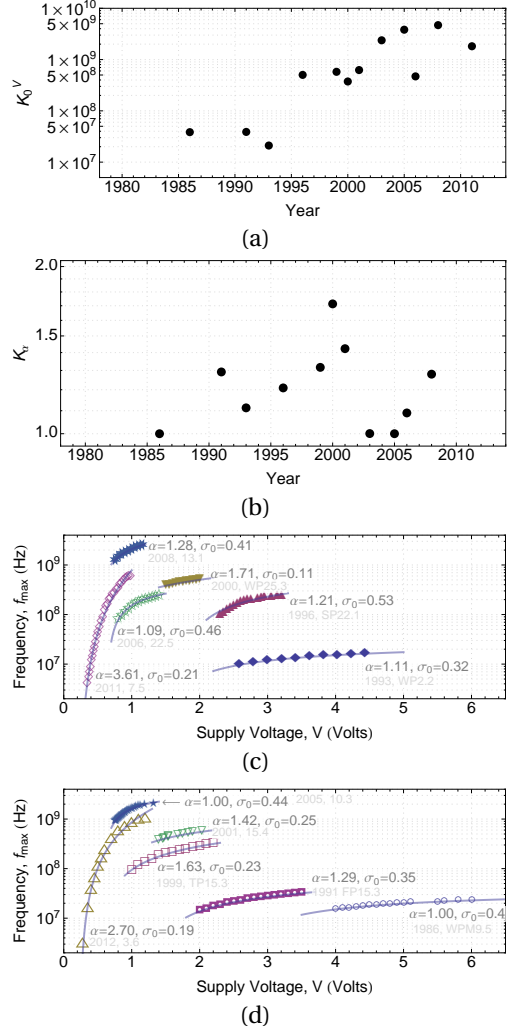 1 × 10¹⁰
5 × 10⁹
1 × 10⁹
5 × 10⁸
1 × 10⁸
5 × 10⁷
1 × 10⁷
K₀ⱽ
1980 1985 1990 1995 2000 2005 2010
Year
(a)
2.0
1.5
1.0
Kα
1980 1985 1990 1995 2000 2005 2010
Year
(b)
10⁹
10⁸
10⁷
Frequency, fmax (Hz)
α=1.28, σ₀=0.41
2008, 13.1
α=1.71, σ₀=0.11
2000, WP25.3
α=1.21, σ₀=0.53
1996, SP22.1
α=1.09, σ₀=0.46
2006, 22.5
α=3.61, σ₀=0.21
2011, 7.5
α=1.11, σ₀=0.32
1993, WP2.2
0 1 2 3 4 5 6
Supply Voltage, V (Volts)
(c)
10⁹
10⁸
10⁷
Frequency, fmax (Hz)
← α=1.00, σ₀=0.44
2005, 10.3
α=1.42, σ₀=0.25
2001, 15.4
α=1.63, σ₀=0.23
1999, TP15.3
α=1.29, σ₀=0.35
1991 FP15.3
α=2.70, σ₀=0.19
2012, 3.6
α=1.00, σ₀=0.4
1986, WPM9.5
0 1 2 3 4 5 6
Supply Voltage, V (Volts)
(d)